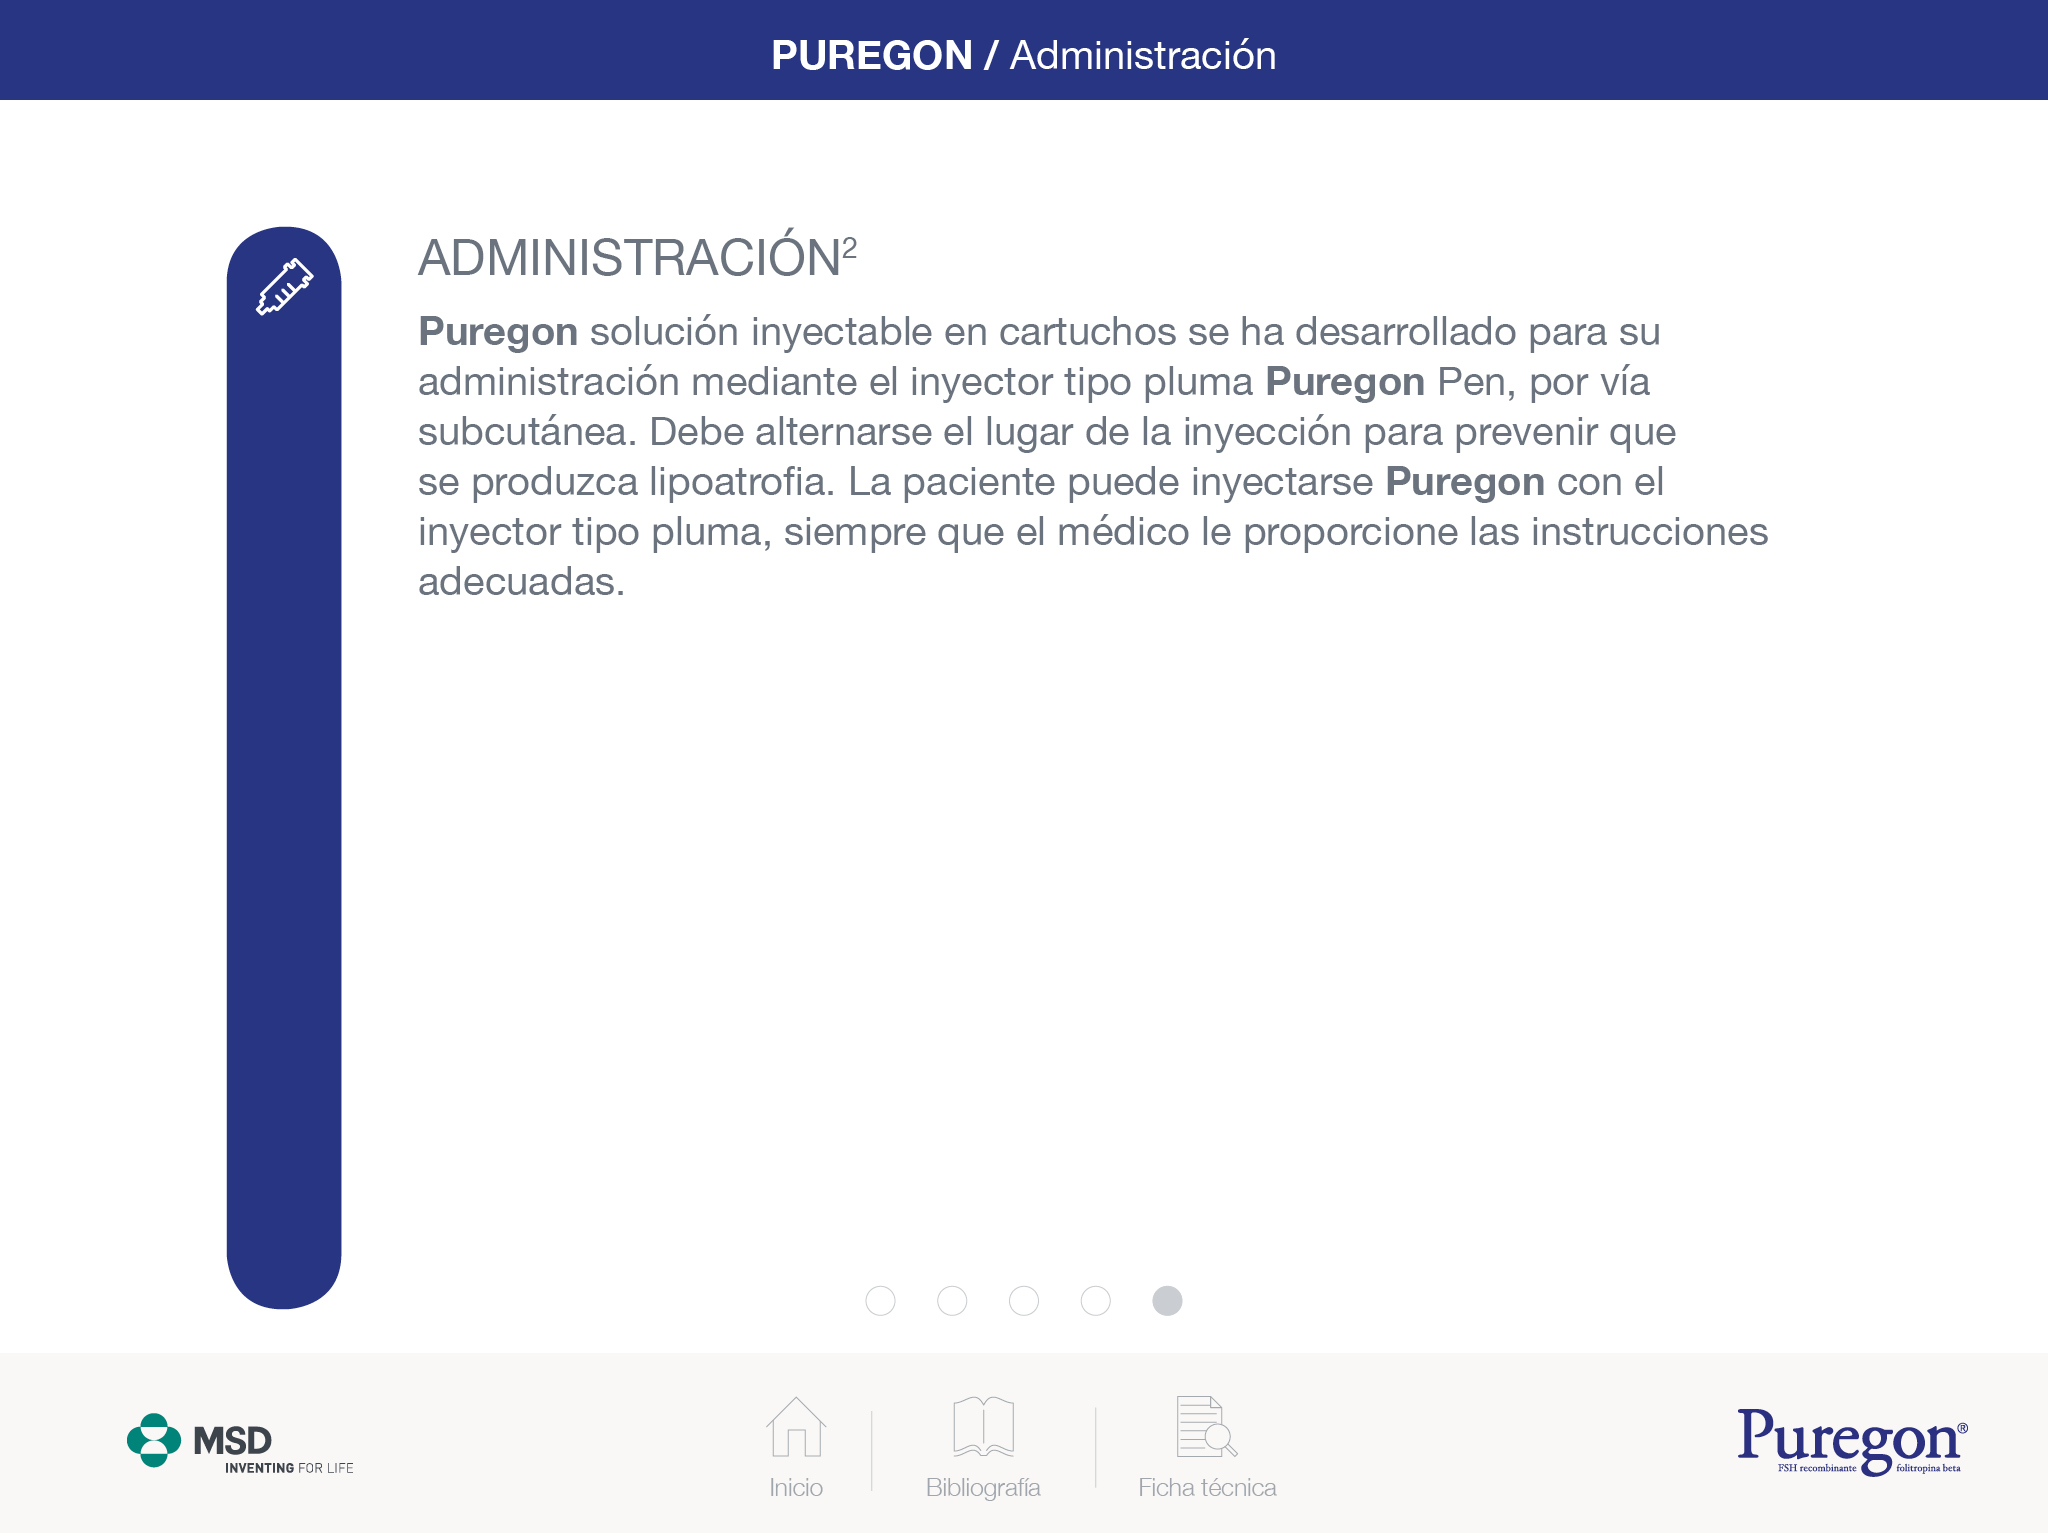 PUREGON / Administración
ADMINISTRACIÓN²
Puregon solución inyectable en cartuchos se ha desarrollado para su
administración mediante el inyector tipo pluma Puregon Pen, por vía
subcutánea. Debe alternarse el lugar de la inyección para prevenir que
se produzca lipoatrofia. La paciente puede inyectarse Puregon con el
inyector tipo pluma, siempre que el médico le proporcione las instrucciones
adecuadas.
MSD
INVENTING FOR LIFE
Inicio
Bibliografía
Ficha técnica
Puregon®
FSH recombinante folitropina beta